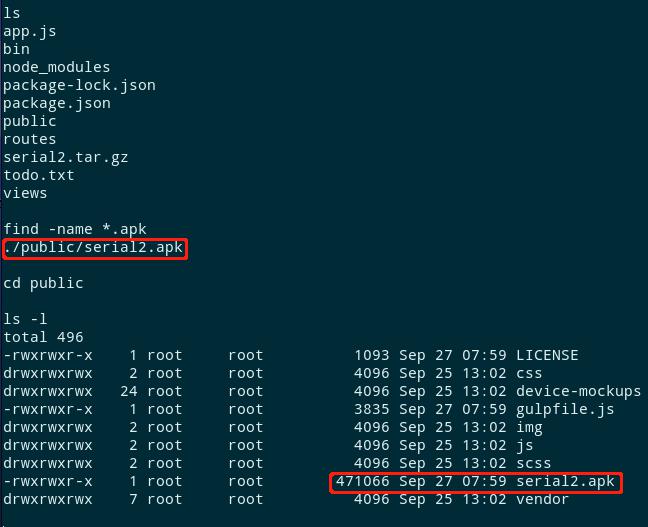 ls
app.js
bin
node_modules
package-lock.json
package.json
public
routes
serial2.tar.gz
todo.txt
views
find -name *.apk
./public/serial2.apk
cd public
ls -l
total 496
-rwxrwxr-x 1 root root 1093 Sep 27 07:59 LICENSE
drwxrwxrwx 2 root root 4096 Sep 25 13:02 css
drwxrwxrwx 24 root root 4096 Sep 25 13:02 device-mockups
-rwxrwxr-x 1 root root 3835 Sep 27 07:59 gulpfile.js
drwxrwxrwx 2 root root 4096 Sep 25 13:02 img
drwxrwxrwx 2 root root 4096 Sep 25 13:02 js
drwxrwxrwx 2 root root 4096 Sep 25 13:02 scss
-rwxrwxr-x 1 root root 471066 Sep 27 07:59 serial2.apk
drwxrwxrwx 7 root root 4096 Sep 25 13:02 vendor